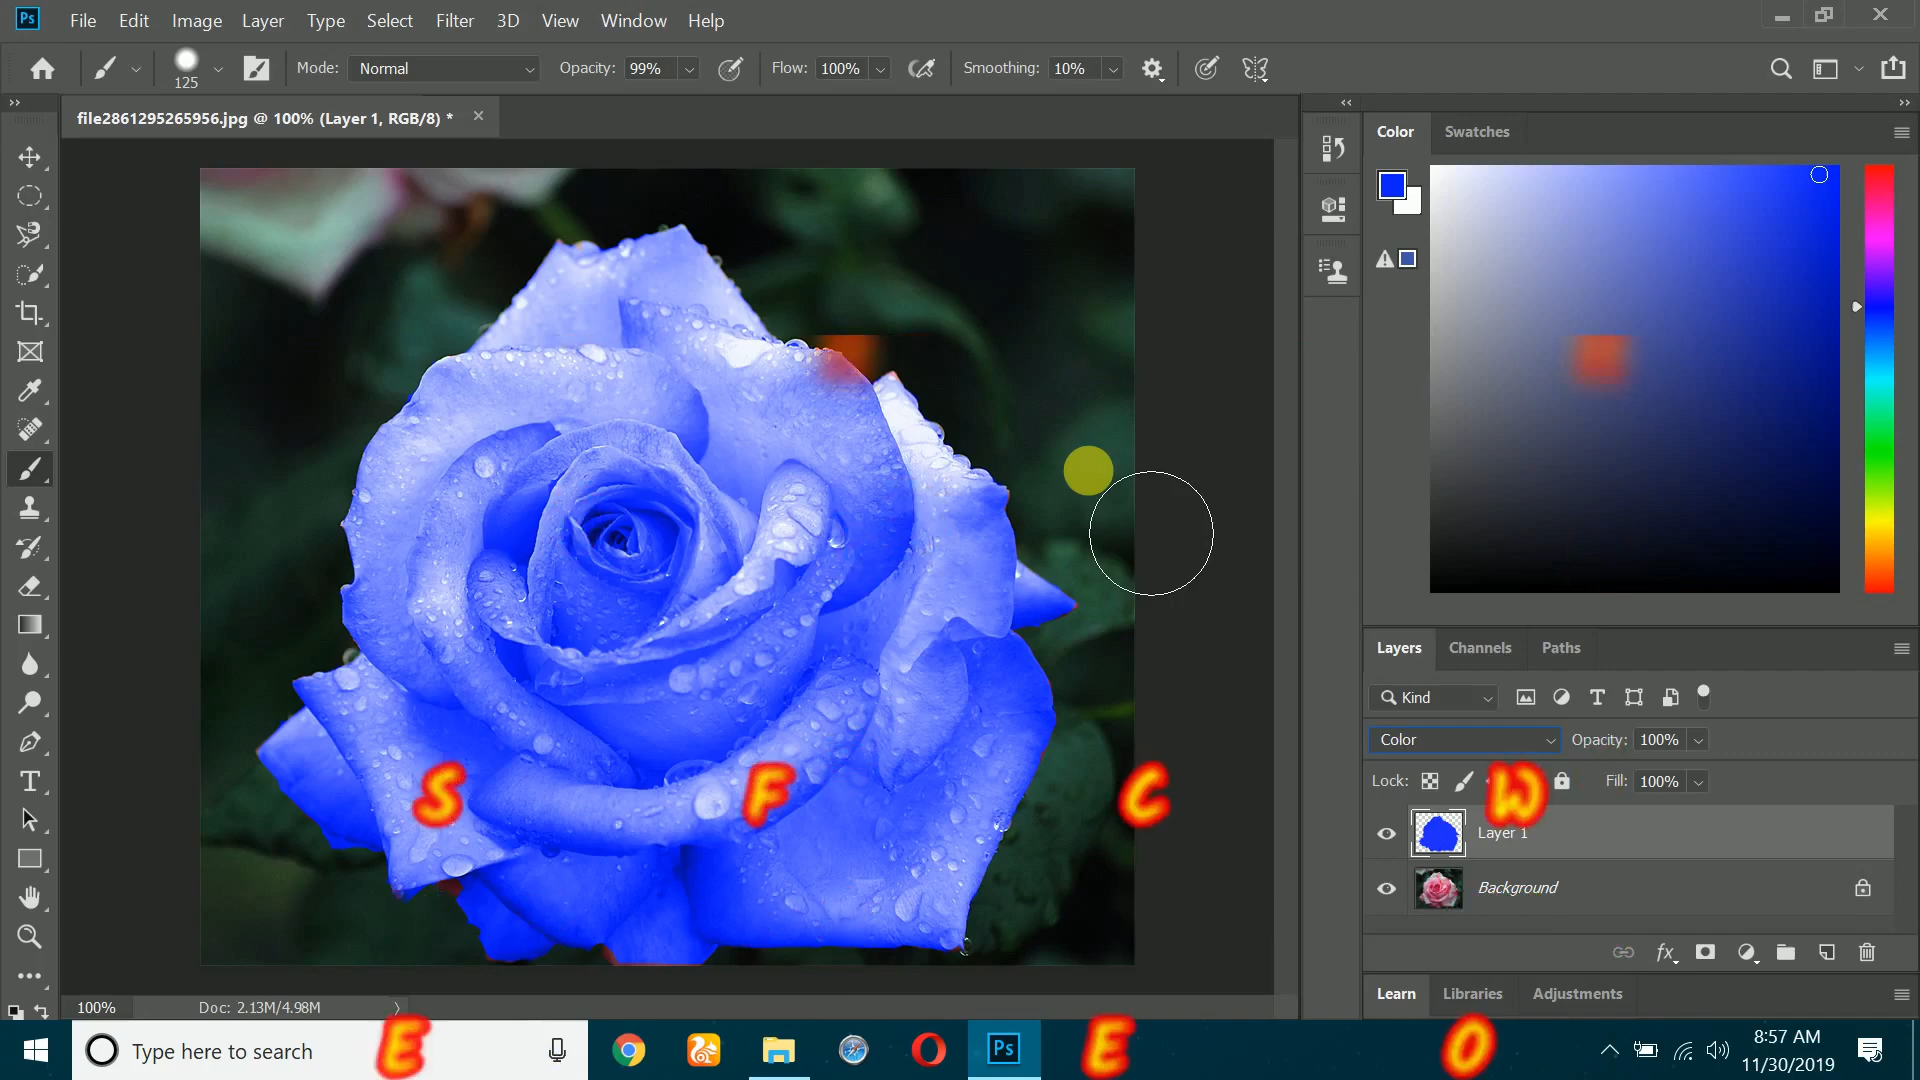 Ps File Edit Image Layer Type Select Filter 3D View Window Help
125 Mode: Normal Opacity: 99% Flow: 100% Smoothing: 10%
file2861295265956.jpg @ 100% (Layer 1, RGB/8) *
Color Swatches
Layers Channels Paths
Kind
Color Opacity: 100%
Lock: Fill: 100%
S F C W
Layer 1
Background
fx
Learn Libraries Adjustments
100% Doc: 2.13M/4.98M
Type here to search
E E O
Ps
8:57 AM
11/30/2019